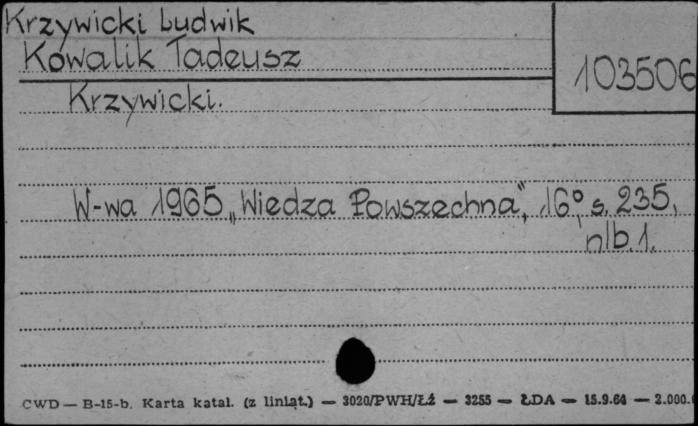 Krzywicki Ludwik
Kowalik Tadeusz
103506
Krzywicki.
W-wa 1965 „Wiedza Powszechna”, 16°, s. 235,
nlb. 1.
CWD — B-15-b. Karta katal. (z liniąt.) — 3020/PWH/Łź — 3255 — ŁDA — 15.9.64 — 2.000.